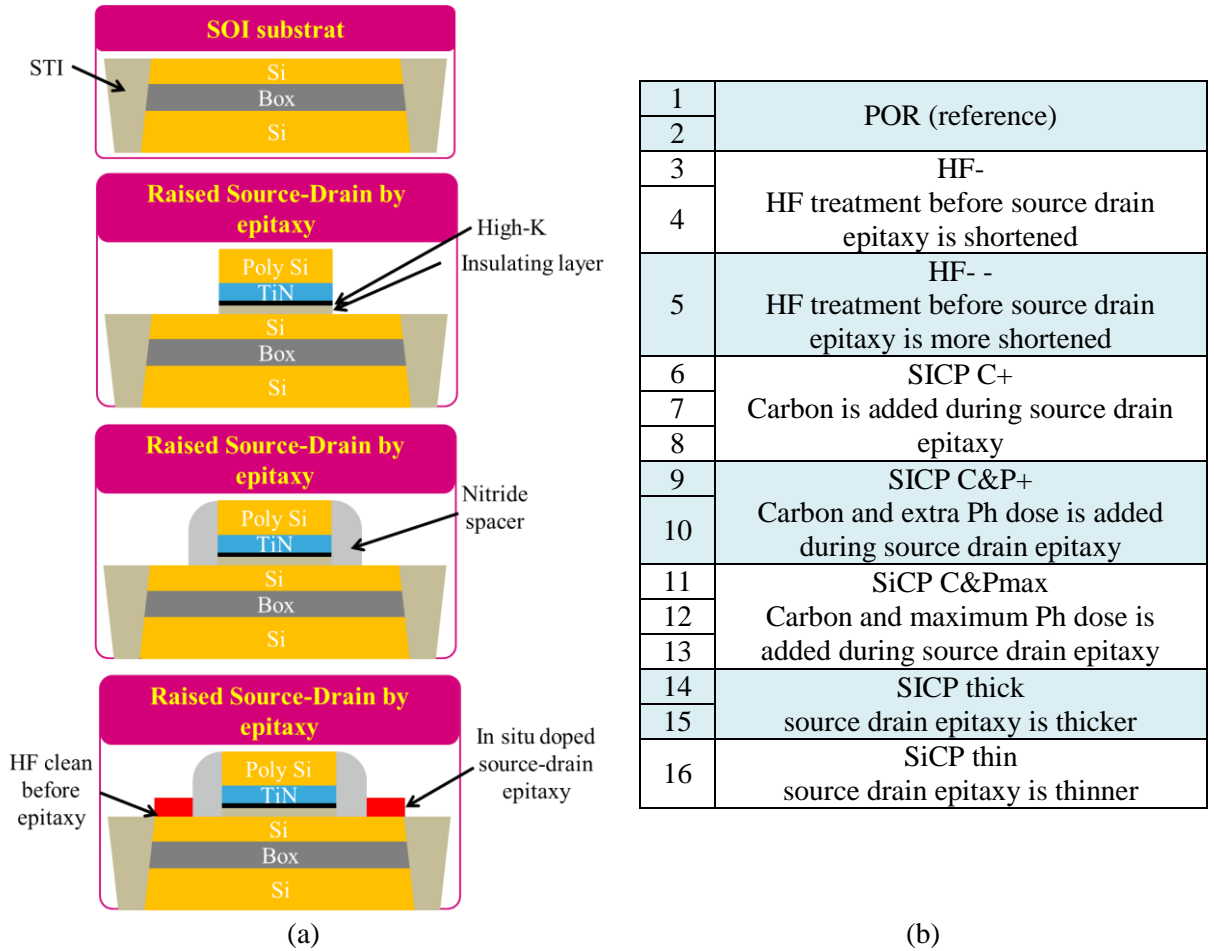 SOI substrat
STI
Si
Box
Si
Raised Source-Drain by
epitaxy
High-K
Insulating layer
Poly Si
TiN
Si
Box
Si
Raised Source-Drain by
epitaxy
Nitride
spacer
Poly Si
TiN
Si
Box
Si
Raised Source-Drain by
epitaxy
HF clean
before
epitaxy
In situ doped
source-drain
epitaxy
Poly Si
TiN
Si
Box
Si
(a)
1
2
POR (reference)
3
4
HF-
HF treatment before source drain
epitaxy is shortened
5
HF- -
HF treatment before source drain
epitaxy is more shortened
6
7
8
SICP C+
Carbon is added during source drain
epitaxy
9
10
SICP C&P+
Carbon and extra Ph dose is added
during source drain epitaxy
11
12
13
SiCP C&Pmax
Carbon and maximum Ph dose is
added during source drain epitaxy
14
15
SICP thick
source drain epitaxy is thicker
16
SiCP thin
source drain epitaxy is thinner
(b)